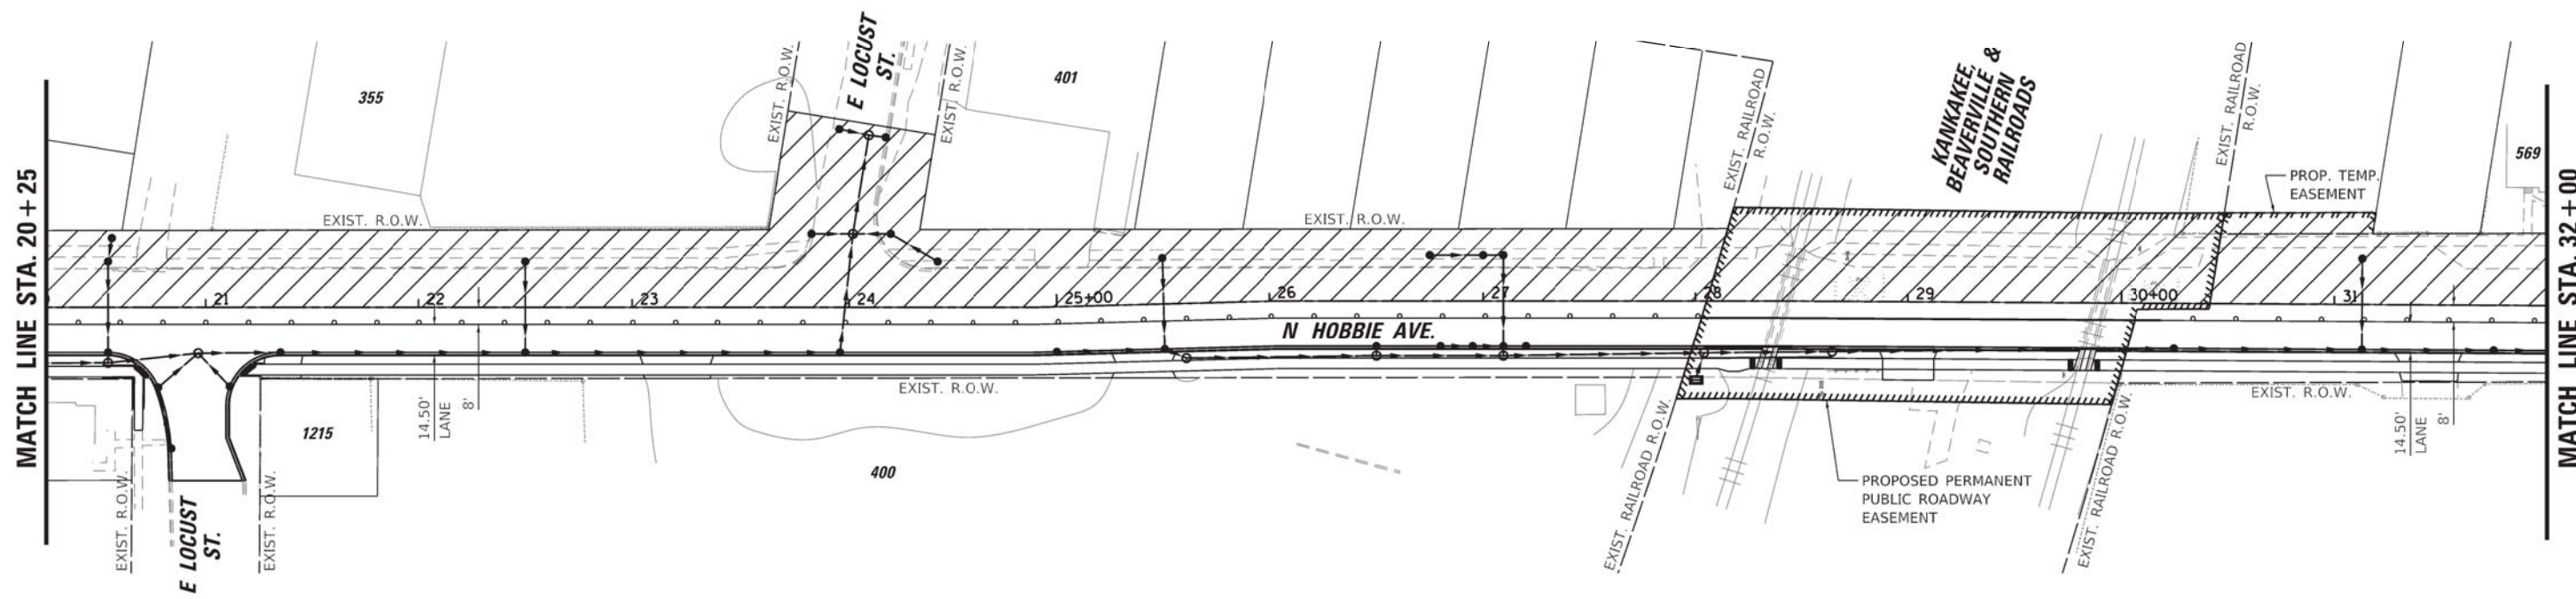 MATCH LINE STA. 20+25
355
EXIST. R.O.W.
EXIST. R.O.W.
E LOCUST
ST.
EXIST. R.O.W.
401
EXIST. R.O.W.
EXIST. RAILROAD
R.O.W.
KANKAKEE,
BEAVERVILLE &
SOUTHERN
RAILROADS
EXIST. RAILROAD
R.O.W.
PROP. TEMP.
EASEMENT
569
MATCH LINE STA. 32+00
21
22
23
24
25+00
26
27
28
29
30+00
31
N HOBBIE AVE.
14.50'
LANE
8'
EXIST. R.O.W.
EXIST. R.O.W.
14.50'
LANE
8'
1215
400
EXIST. R.O.W.
E LOCUST
ST.
EXIST. R.O.W.
EXIST. RAILROAD R.O.W.
PROPOSED PERMANENT
PUBLIC ROADWAY
EASEMENT
EXIST. RAILROAD R.O.W.